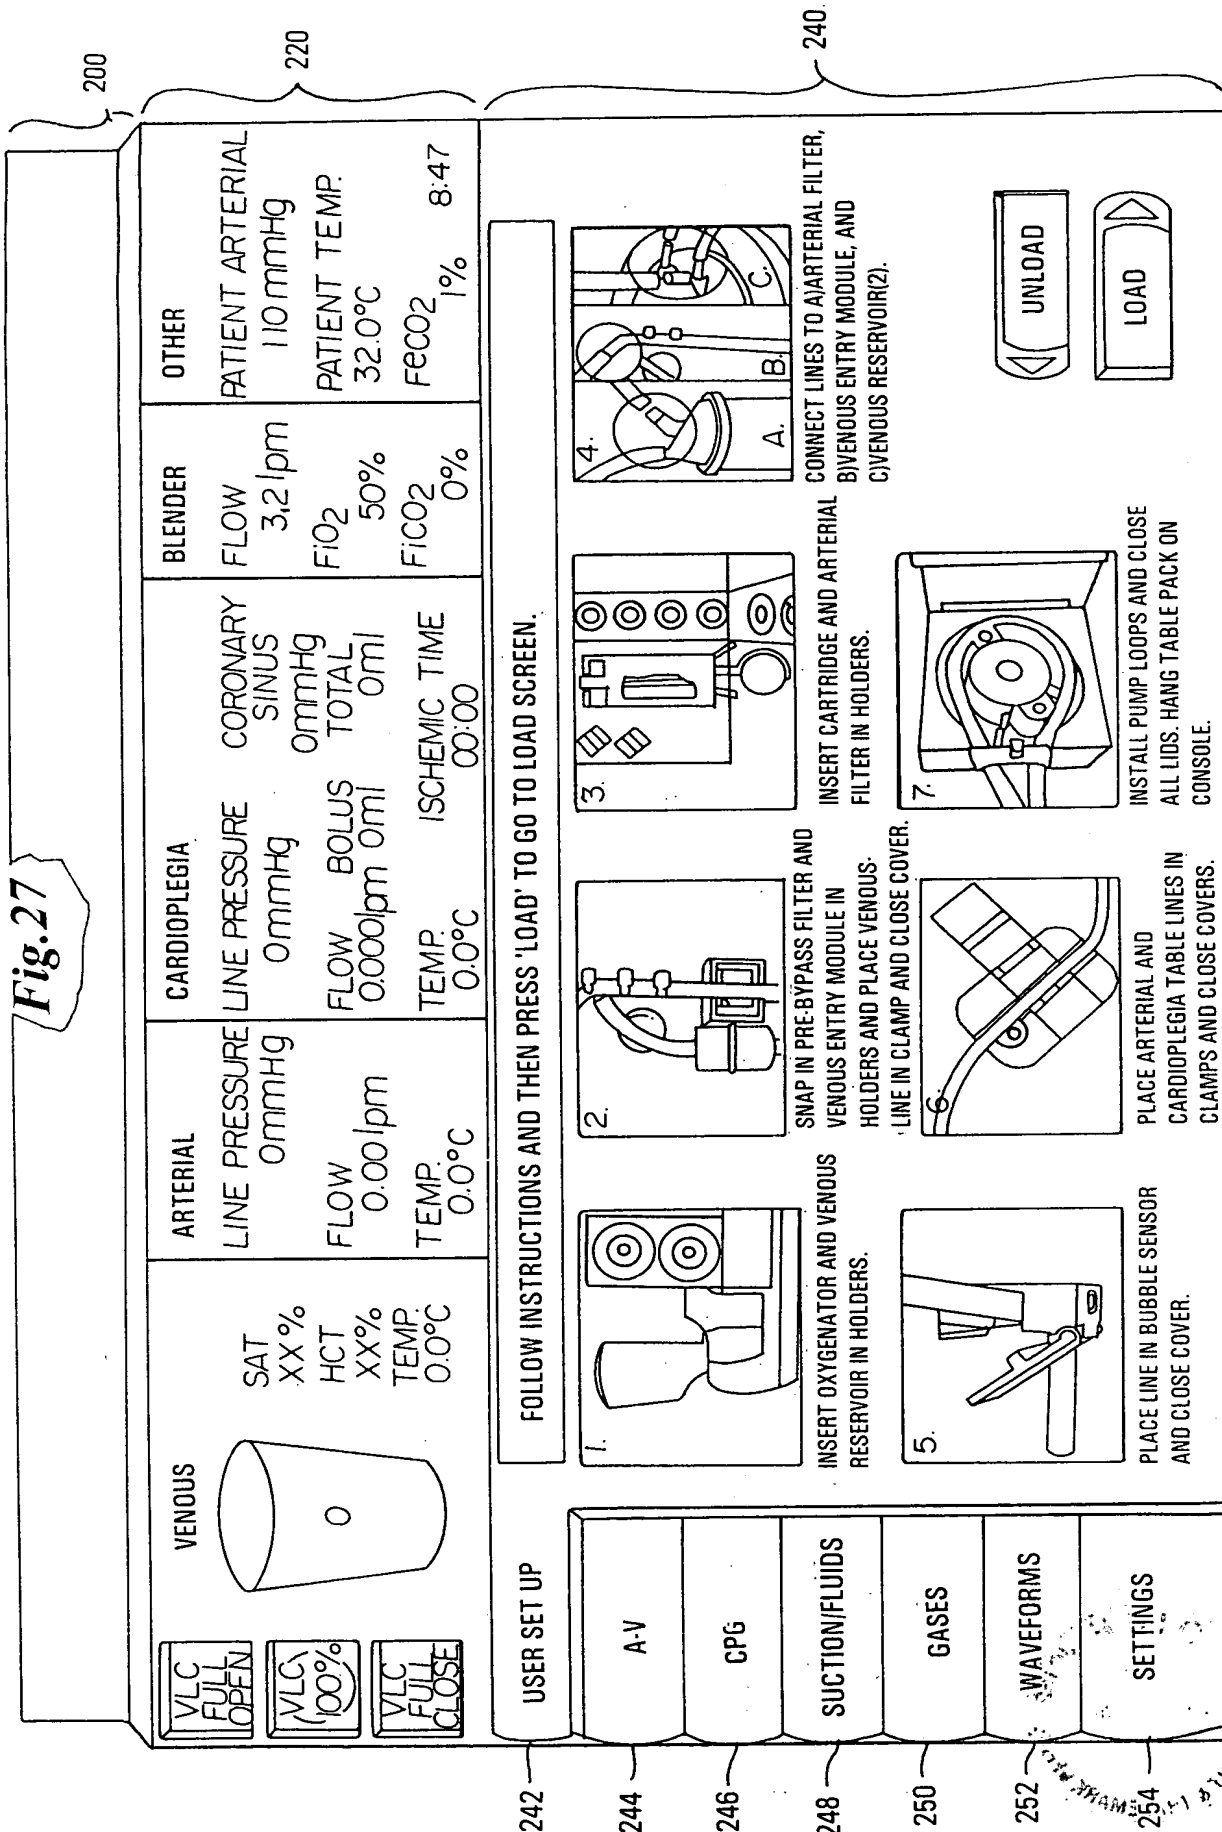 Fig.27
200
220
240
VLC FULL OPEN
VLC 100%
VLC FULL CLOSE
VENOUS
0
SAT
XX%
HCT
XX%
TEMP.
0.0°C
ARTERIAL
LINE PRESSURE
0mmHg
FLOW
0.00lpm
TEMP.
0.0°C
CARDIOPLEGIA
LINE PRESSURE
0mmHg
CORONARY
SINUS
0mmHg
FLOW BOLUS TOTAL
0.000lpm 0ml 0ml
TEMP. ISCHEMIC TIME
0.0°C 00:00
BLENDER
FLOW
3.2lpm
FiO2
50%
FiCO2
0%
OTHER
PATIENT ARTERIAL
110mmHg
PATIENT TEMP.
32.0°C
FeCO2
1% 8:47
242
USER SET UP
244
A-V
246
CPG
248
SUCTION/FLUIDS
250
GASES
252
WAVEFORMS
254
SETTINGS
FOLLOW INSTRUCTIONS AND THEN PRESS 'LOAD' TO GO TO LOAD SCREEN.
1.
INSERT OXYGENATOR AND VENOUS
RESERVOIR IN HOLDERS.
2.
SNAP IN PRE-BYPASS FILTER AND
VENOUS ENTRY MODULE IN
HOLDERS AND PLACE VENOUS-
LINE IN CLAMP AND CLOSE COVER.
3.
INSERT CARTRIDGE AND ARTERIAL
FILTER IN HOLDERS.
4.
A. B. C.
CONNECT LINES TO A)ARTERIAL FILTER,
B)VENOUS ENTRY MODULE, AND
C)VENOUS RESERVOIR(2).
5.
PLACE LINE IN BUBBLE SENSOR
AND CLOSE COVER.
6.
PLACE ARTERIAL AND
CARDIOPLEGIA TABLE LINES IN
CLAMPS AND CLOSE COVERS.
7.
INSTALL PUMP LOOPS AND CLOSE
ALL LIDS. HANG TABLE PACK ON
CONSOLE.
UNLOAD
LOAD